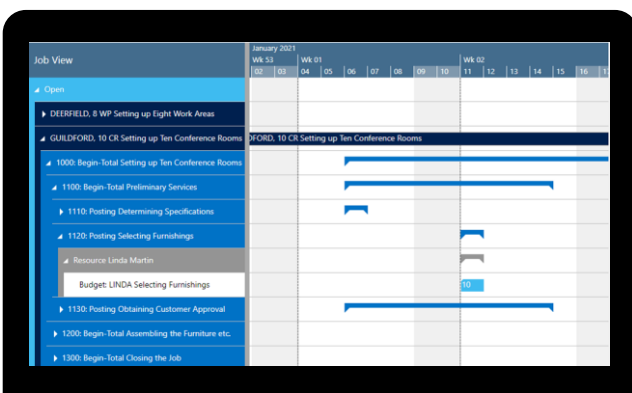 January 2021
Job View
Wk 53 Wk 01 Wk 02
02 03 04 05 06 07 08 09 10 11 12 13 14 15 16
Open
DEERFIELD, 8 WP Setting up Eight Work Areas
GUILDFORD, 10 CR Setting up Ten Conference Rooms DFORD, 10 CR Setting up Ten Conference Rooms
1000: Begin-Total Setting up Ten Conference Rooms
1100: Begin-Total Preliminary Services
1110: Posting Determining Specifications
1120: Posting Selecting Furnishings
Resource Linda Martin
Budget: LINDA Selecting Furnishings 10
1130: Posting Obtaining Customer Approval
1200: Begin-Total Assembling the Furniture etc.
1300: Begin-Total Closing the Job